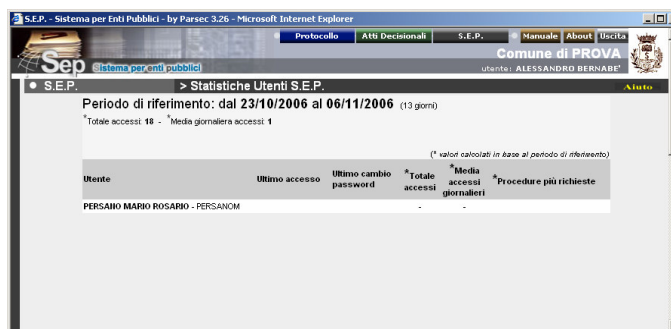 S.E.P. - Sistema per Enti Pubblici - by Parsec 3.26 - Microsoft Internet Explorer
Protocollo Atti Decisionali S.E.P. Manuale About Uscita
Comune di PROVA
Sep Sistema per enti pubblici utente: ALESSANDRO BERNABE'
S.E.P. > Statistiche Utenti S.E.P. Aiuto
Periodo di riferimento: dal 23/10/2006 al 06/11/2006 (13 giorni)
*Totale accessi: 18 - *Media giornaliera accessi: 1
(* valori calcolati in base al periodo di riferimento)
Utente Ultimo accesso Ultimo cambio password *Totale accessi *Media accessi giornalieri *Procedure più richieste
PERSANO MARIO ROSARIO - PERSANOM - -